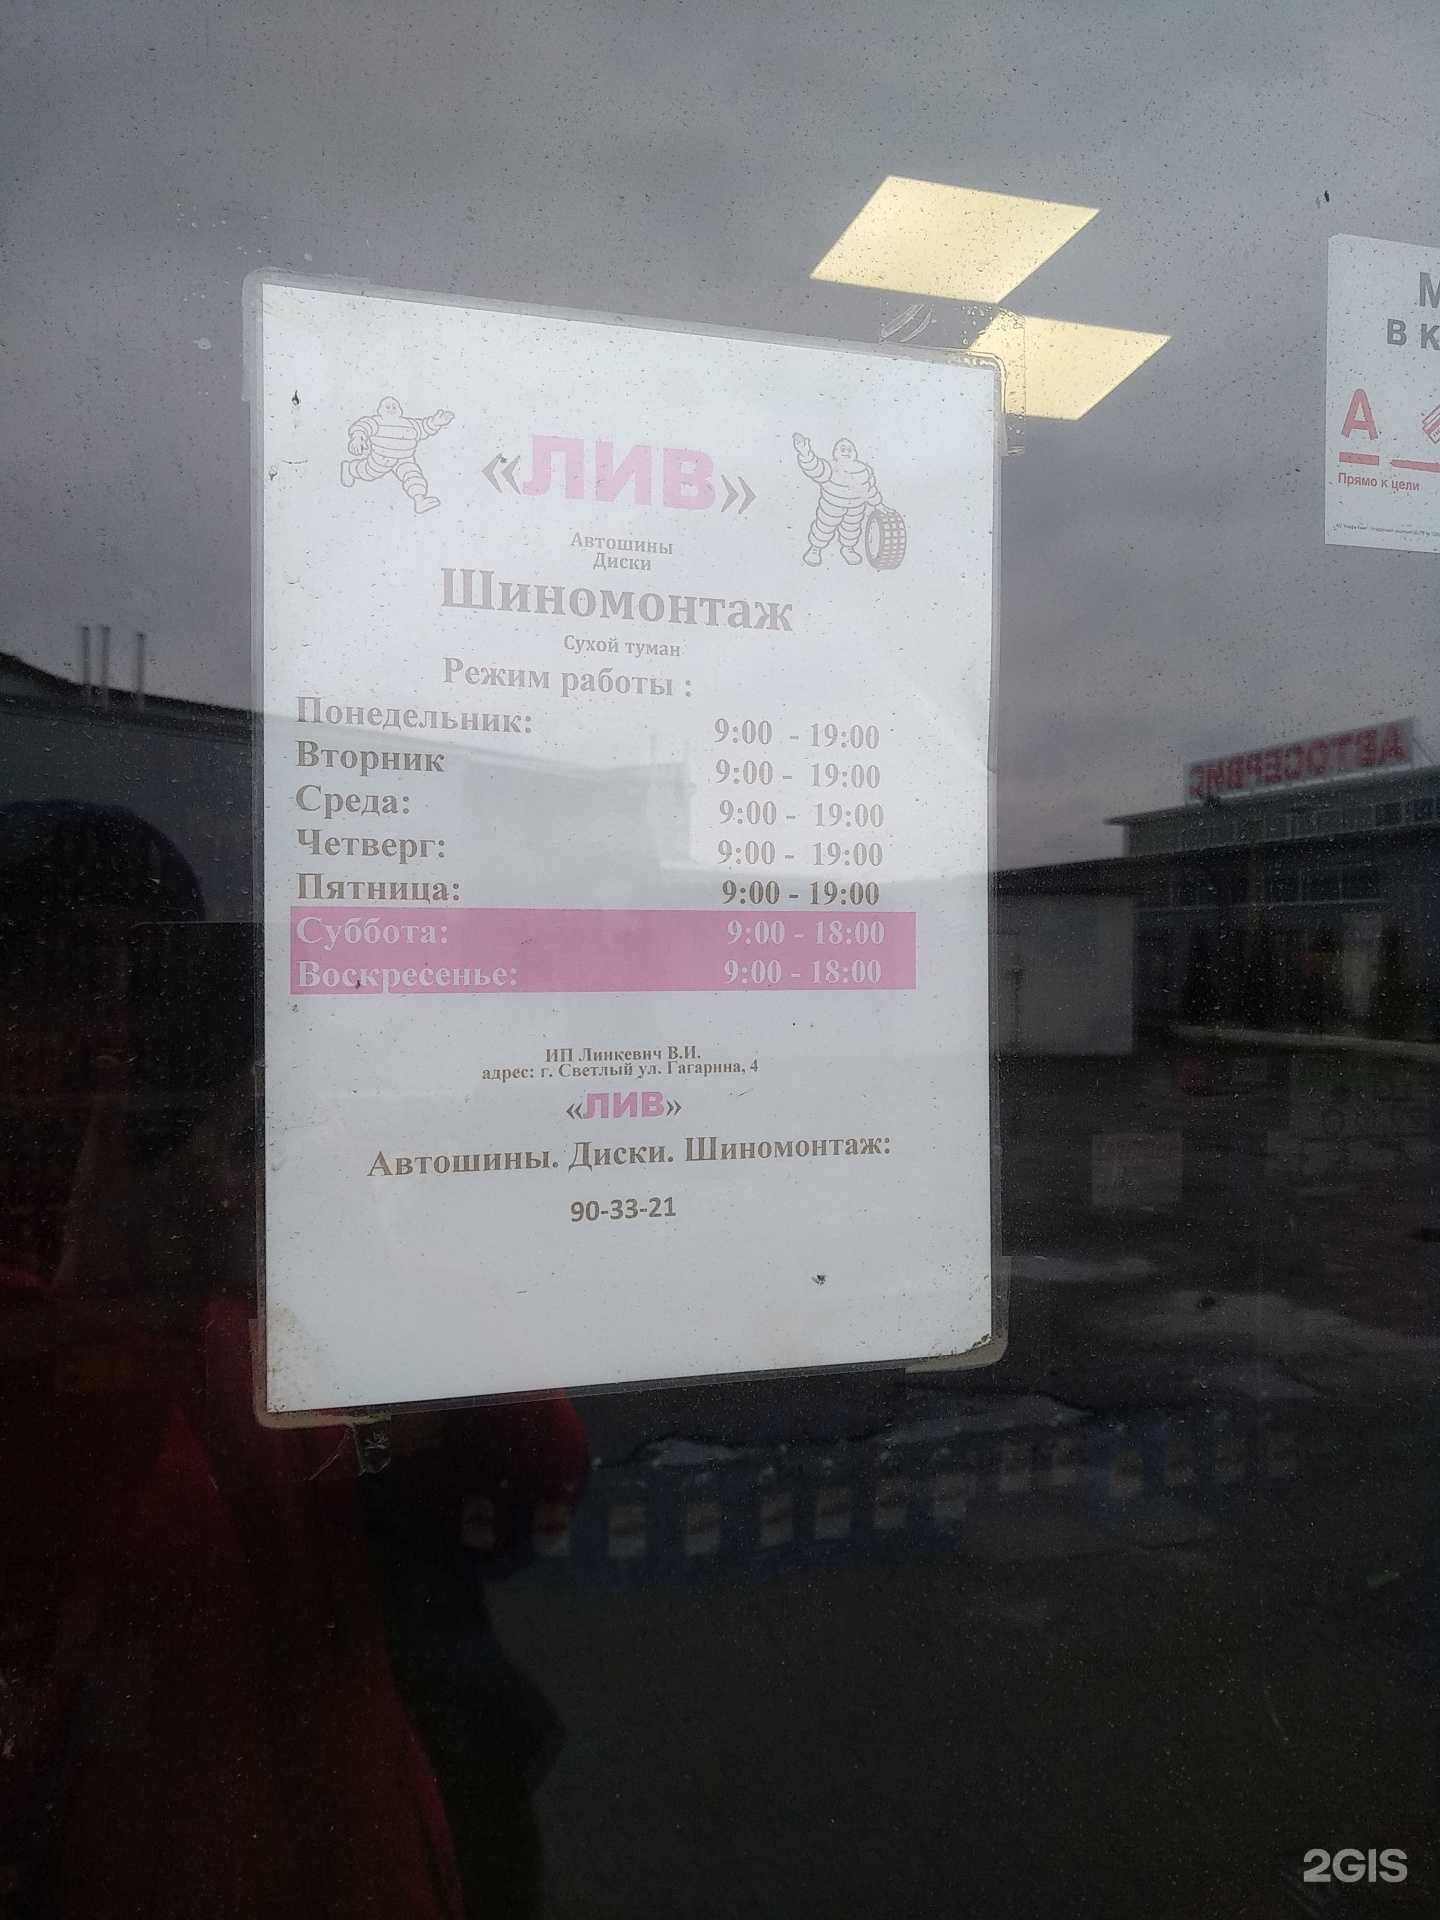 «ЛИВ»
Автошины
Диски
Шиномонтаж
Сухой туман
Режим работы :
Понедельник: 9:00 - 19:00
Вторник 9:00 - 19:00
Среда: 9:00 - 19:00
Четверг: 9:00 - 19:00
Пятница: 9:00 - 19:00
Суббота: 9:00 - 18:00
Воскресенье: 9:00 - 18:00
ИП Линкевич В.И.
адрес: г. Светлый ул. Гагарина, 4
«ЛИВ»
Автошины. Диски. Шиномонтаж:
90-33-21
В К
А
Прямо к цели
АВТОСЕРВИС
2GIS